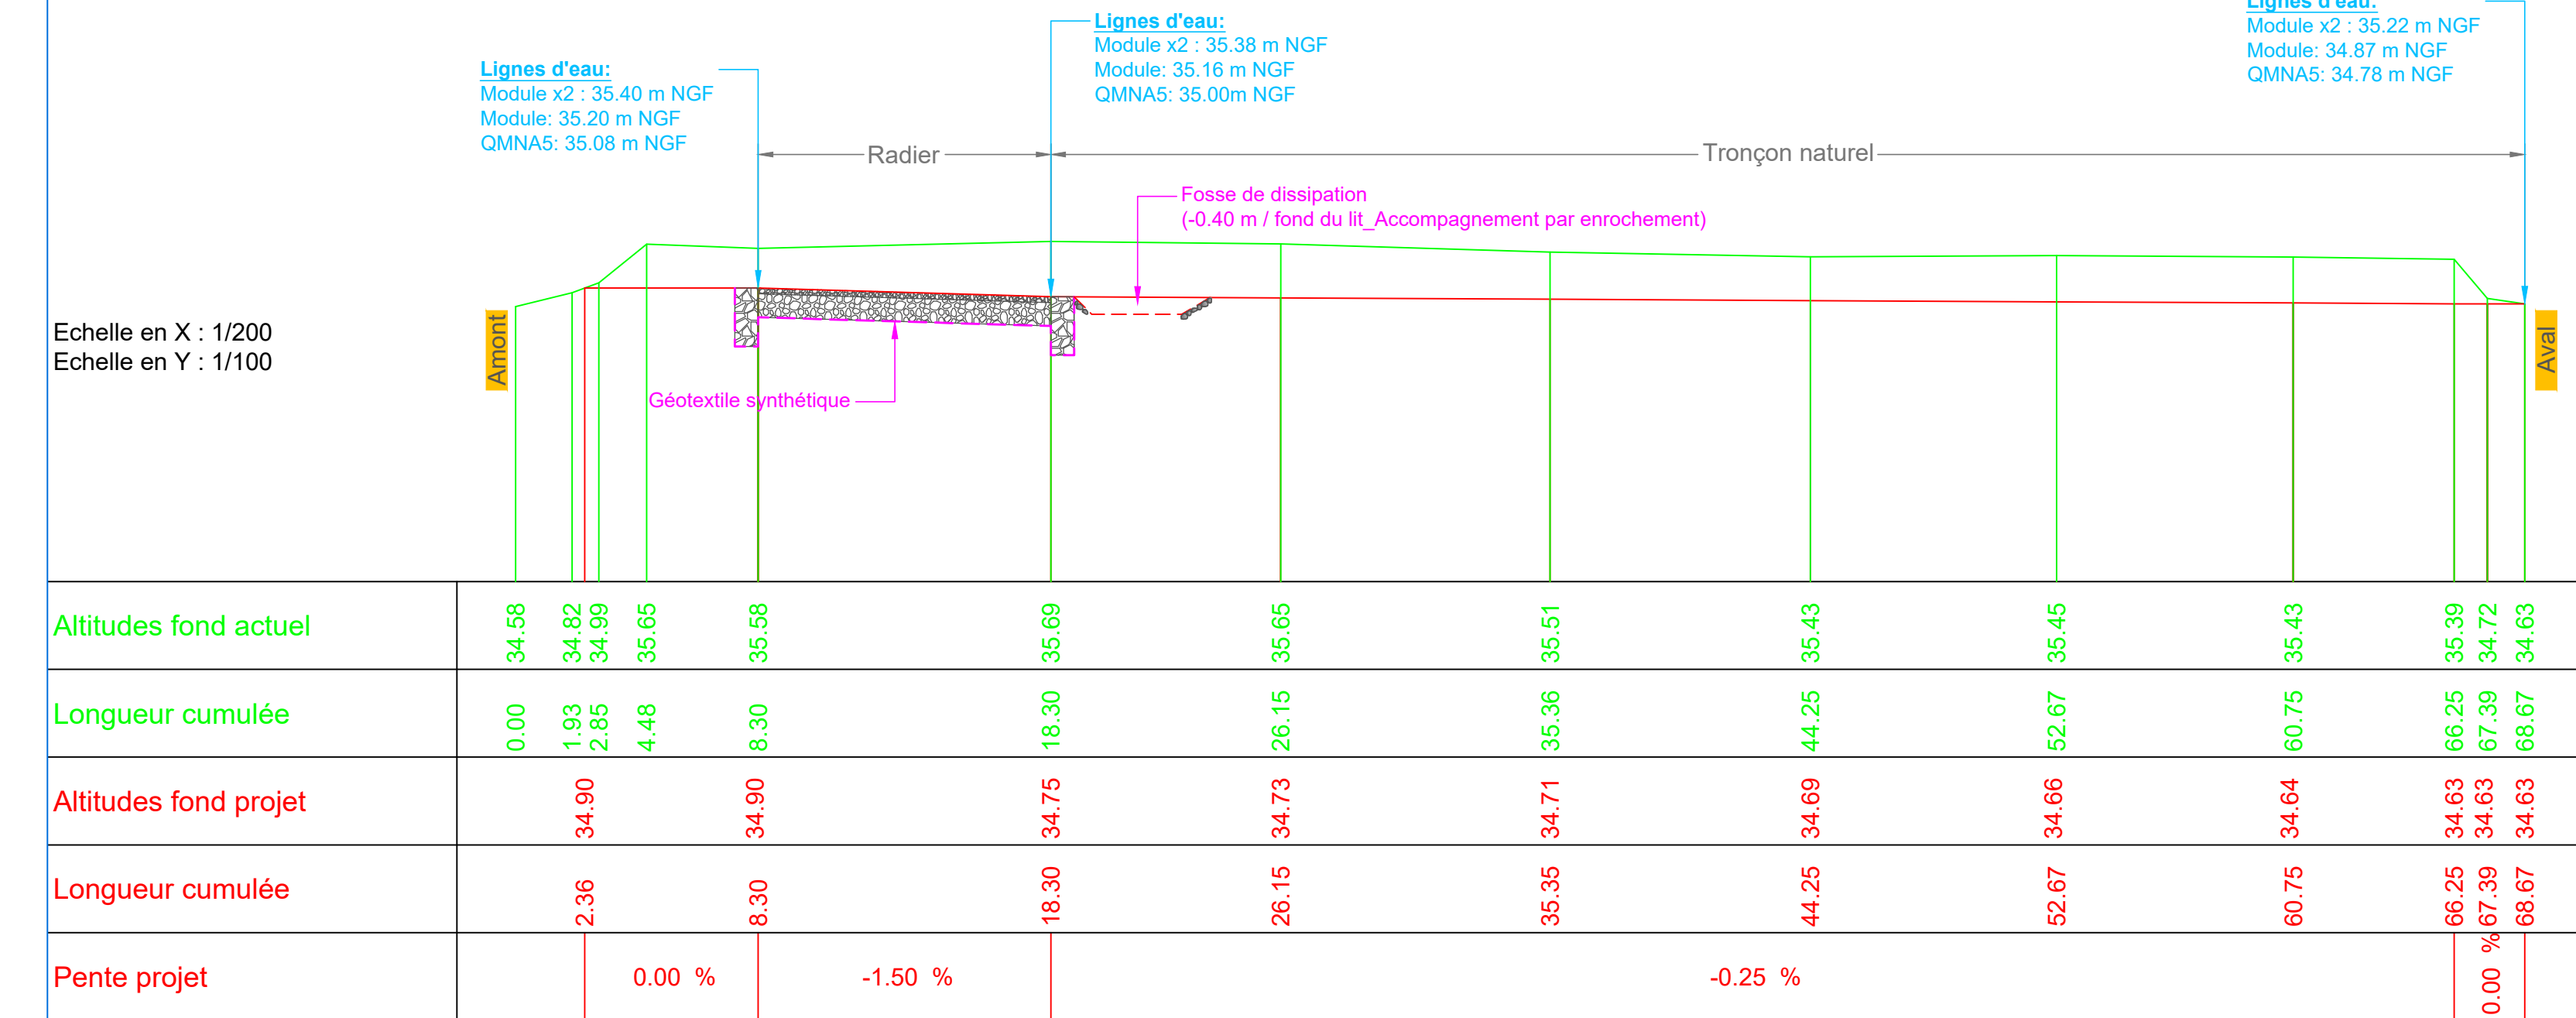 Lignes d'eau:
Module x2 : 35.40 m NGF
Module: 35.20 m NGF
QMNA5: 35.08 m NGF
Lignes d'eau:
Module x2 : 35.38 m NGF
Module: 35.16 m NGF
QMNA5: 35.00m NGF
Lignes d'eau:
Module x2 : 35.22 m NGF
Module: 34.87 m NGF
QMNA5: 34.78 m NGF
Radier
Tronçon naturel
Fosse de dissipation
(-0.40 m / fond du lit_Accompagnement par enrochement)
Echelle en X : 1/200
Echelle en Y : 1/100
Amont
Aval
Géotextile synthétique
Altitudes fond actuel
34.58 34.82 34.99 35.65 35.58 35.69 35.65 35.51 35.43 35.45 35.43 35.39 34.72 34.63
Longueur cumulée
0.00 1.93 2.85 4.48 8.30 18.30 26.15 35.36 44.25 52.67 60.75 66.25 67.39 68.67
Altitudes fond projet
34.90 34.90 34.75 34.73 34.71 34.69 34.66 34.64 34.63 34.63 34.63
Longueur cumulée
2.36 8.30 18.30 26.15 35.35 44.25 52.67 60.75 66.25 67.39 68.67
Pente projet
0.00 % -1.50 % -0.25 % 0.00 %